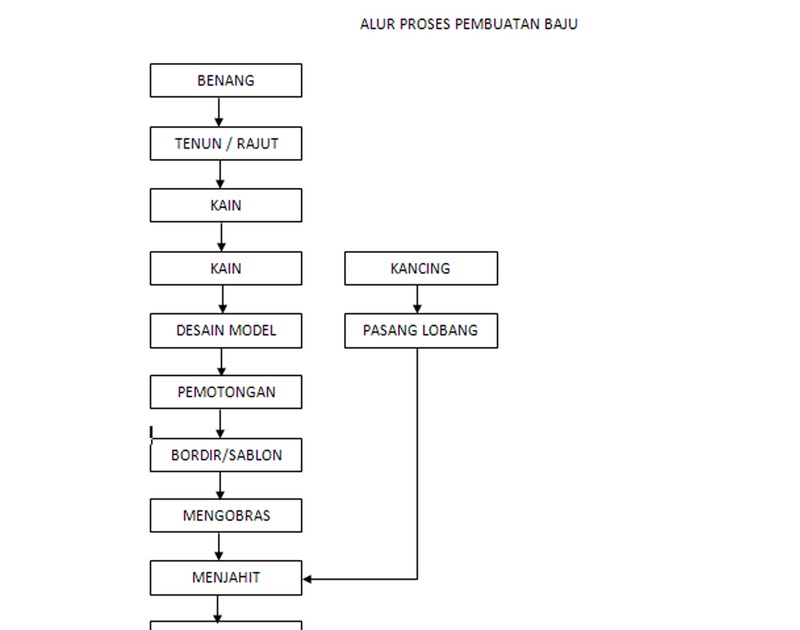 ALUR PROSES PEMBUATAN BAJU
BENANG
TENUN / RAJUT
KAIN
KAIN
KANCING
DESAIN MODEL
PASANG LOBANG
PEMOTONGAN
BORDIR/SABLON
MENGOBRAS
MENJAHIT